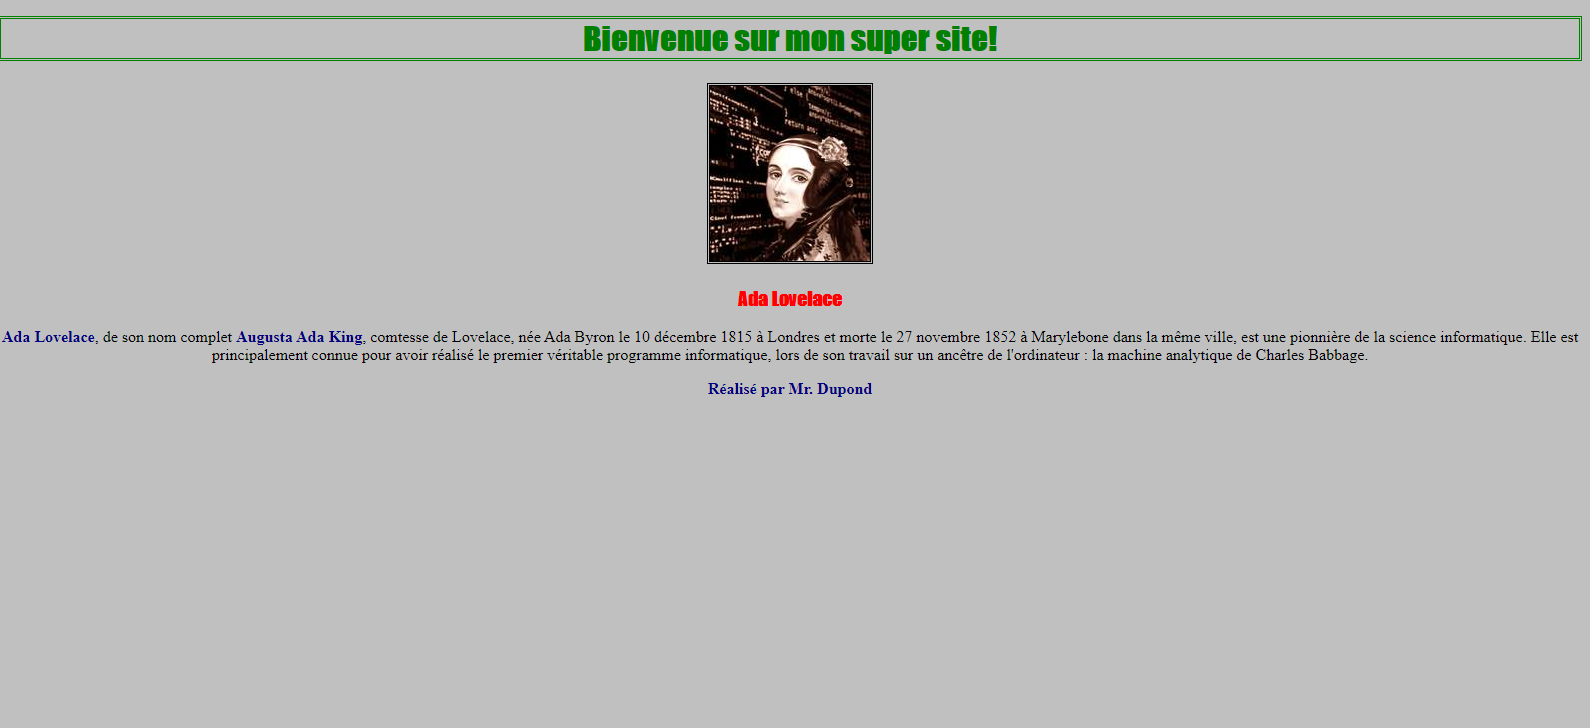 Bienvenue sur mon super site!
else {
return ans;
Ada Lovelace
Ada Lovelace, de son nom complet Augusta Ada King, comtesse de Lovelace, née Ada Byron le 10 décembre 1815 à Londres et morte le 27 novembre 1852 à Marylebone dans la même ville, est une pionnière de la science informatique. Elle est
principalement connue pour avoir réalisé le premier véritable programme informatique, lors de son travail sur un ancêtre de l'ordinateur : la machine analytique de Charles Babbage.
Réalisé par Mr. Dupond